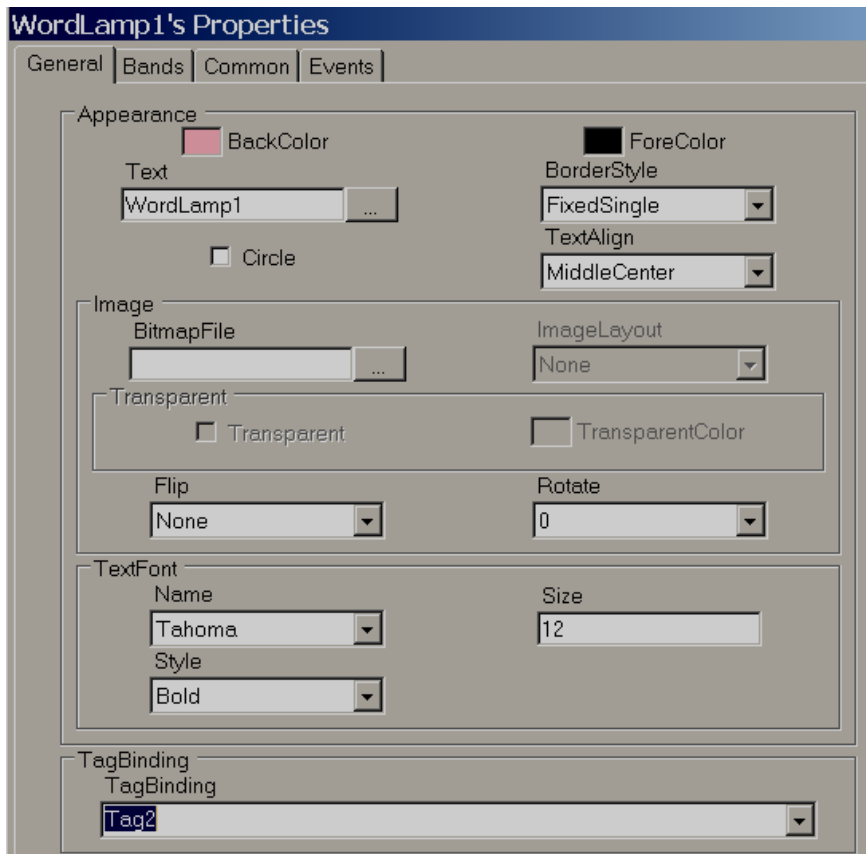 WordLamp1's Properties
General Bands Common Events
Appearance
BackColor ForeColor
Text BorderStyle
WordLamp1 ... FixedSingle
TextAlign
Circle
MiddleCenter
Image
BitmapFile ImageLayout
... None
Transparent
Transparent TransparentColor
Flip Rotate
None 0
TextFont
Name Size
Tahoma 12
Style
Bold
TagBinding
TagBinding
Tag2